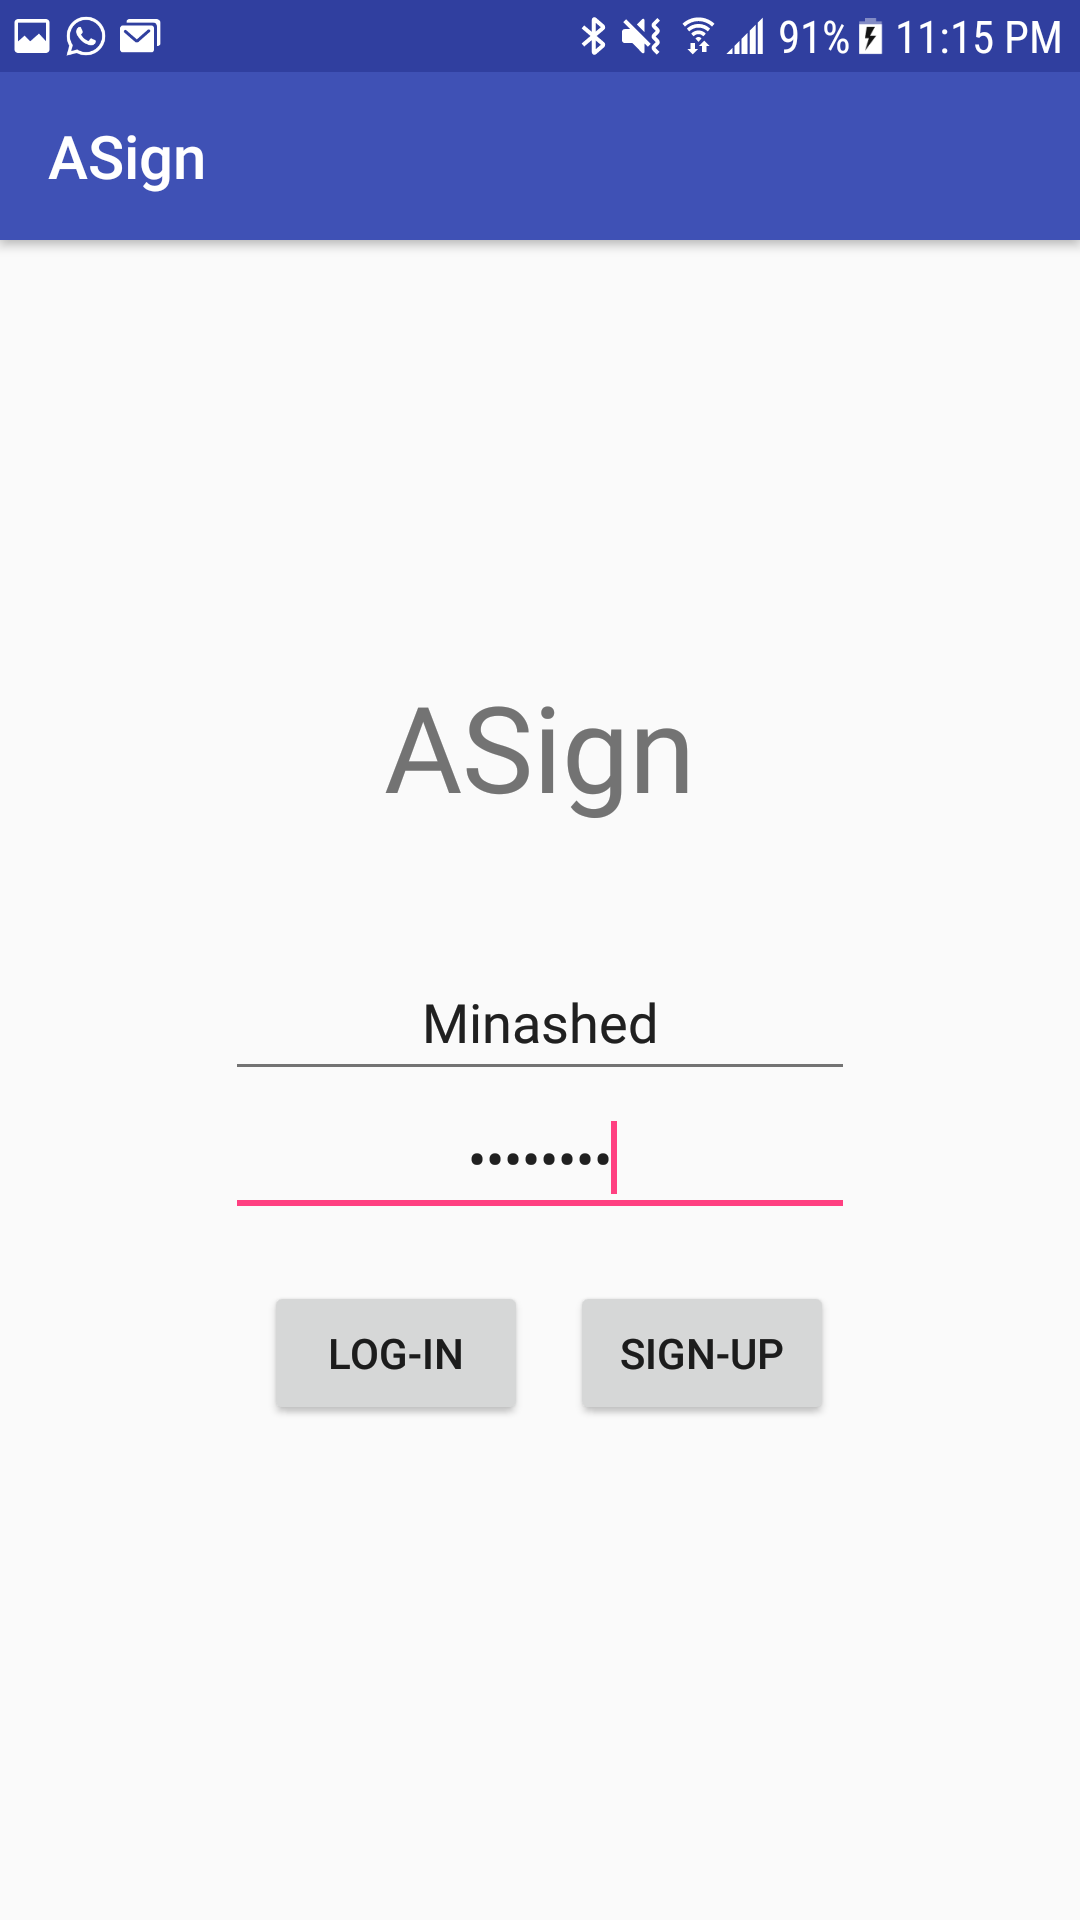 91% 11:15 PM
ASign
ASign
Minashed
••••••••
LOG-IN SIGN-UP